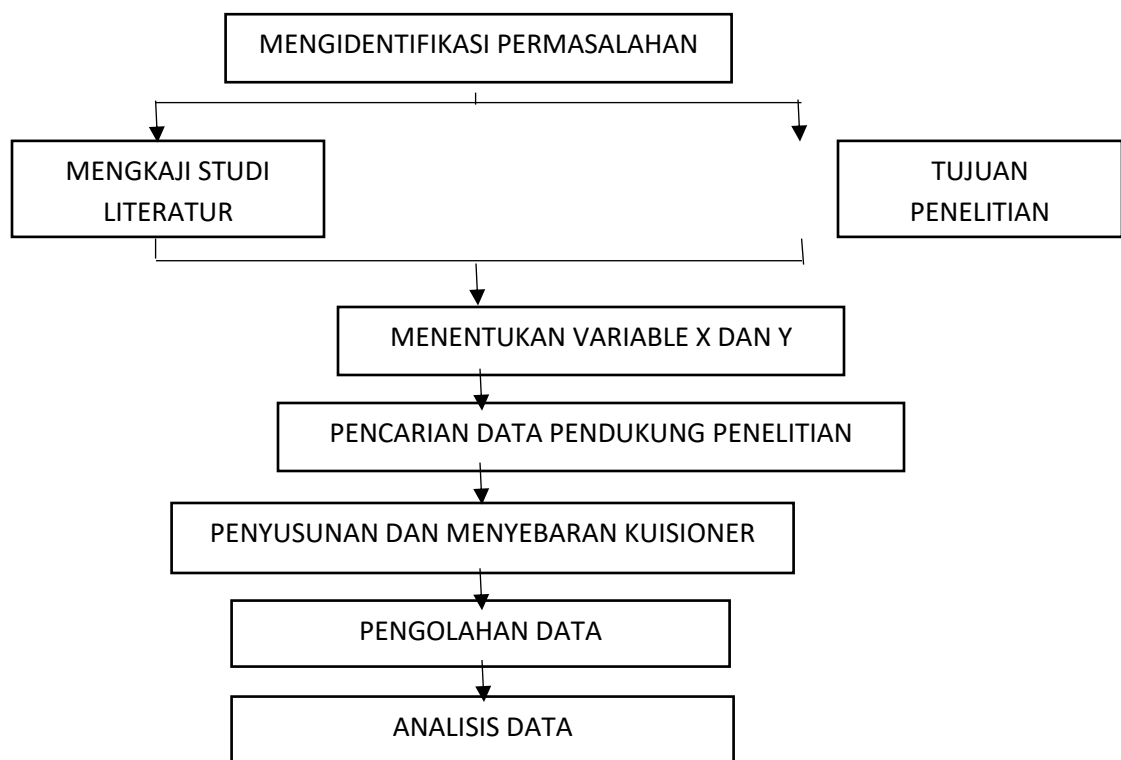 MENGIDENTIFIKASI PERMASALAHAN
MENGKAJI STUDI
LITERATUR
TUJUAN
PENELITIAN
MENENTUKAN VARIABLE X DAN Y
PENCARIAN DATA PENDUKUNG PENELITIAN
PENYUSUNAN DAN MENYEBARAN KUISIONER
PENGOLAHAN DATA
ANALISIS DATA